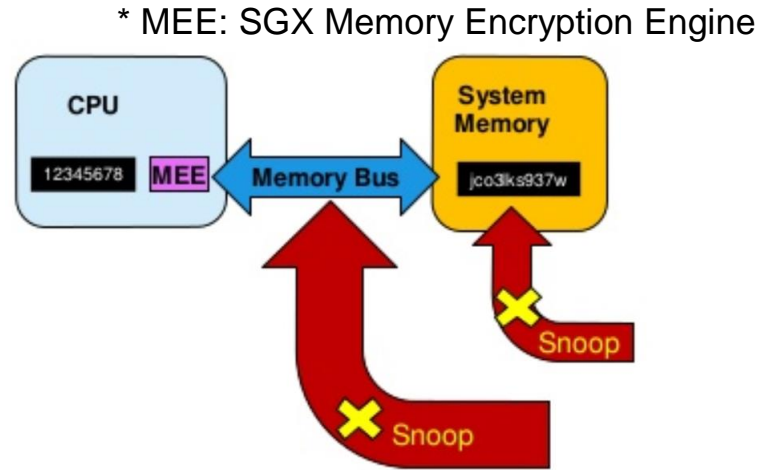 * MEE: SGX Memory Encryption Engine
CPU
System
Memory
12345678
MEE
Memory Bus
jco3lks937w
Snoop
Snoop